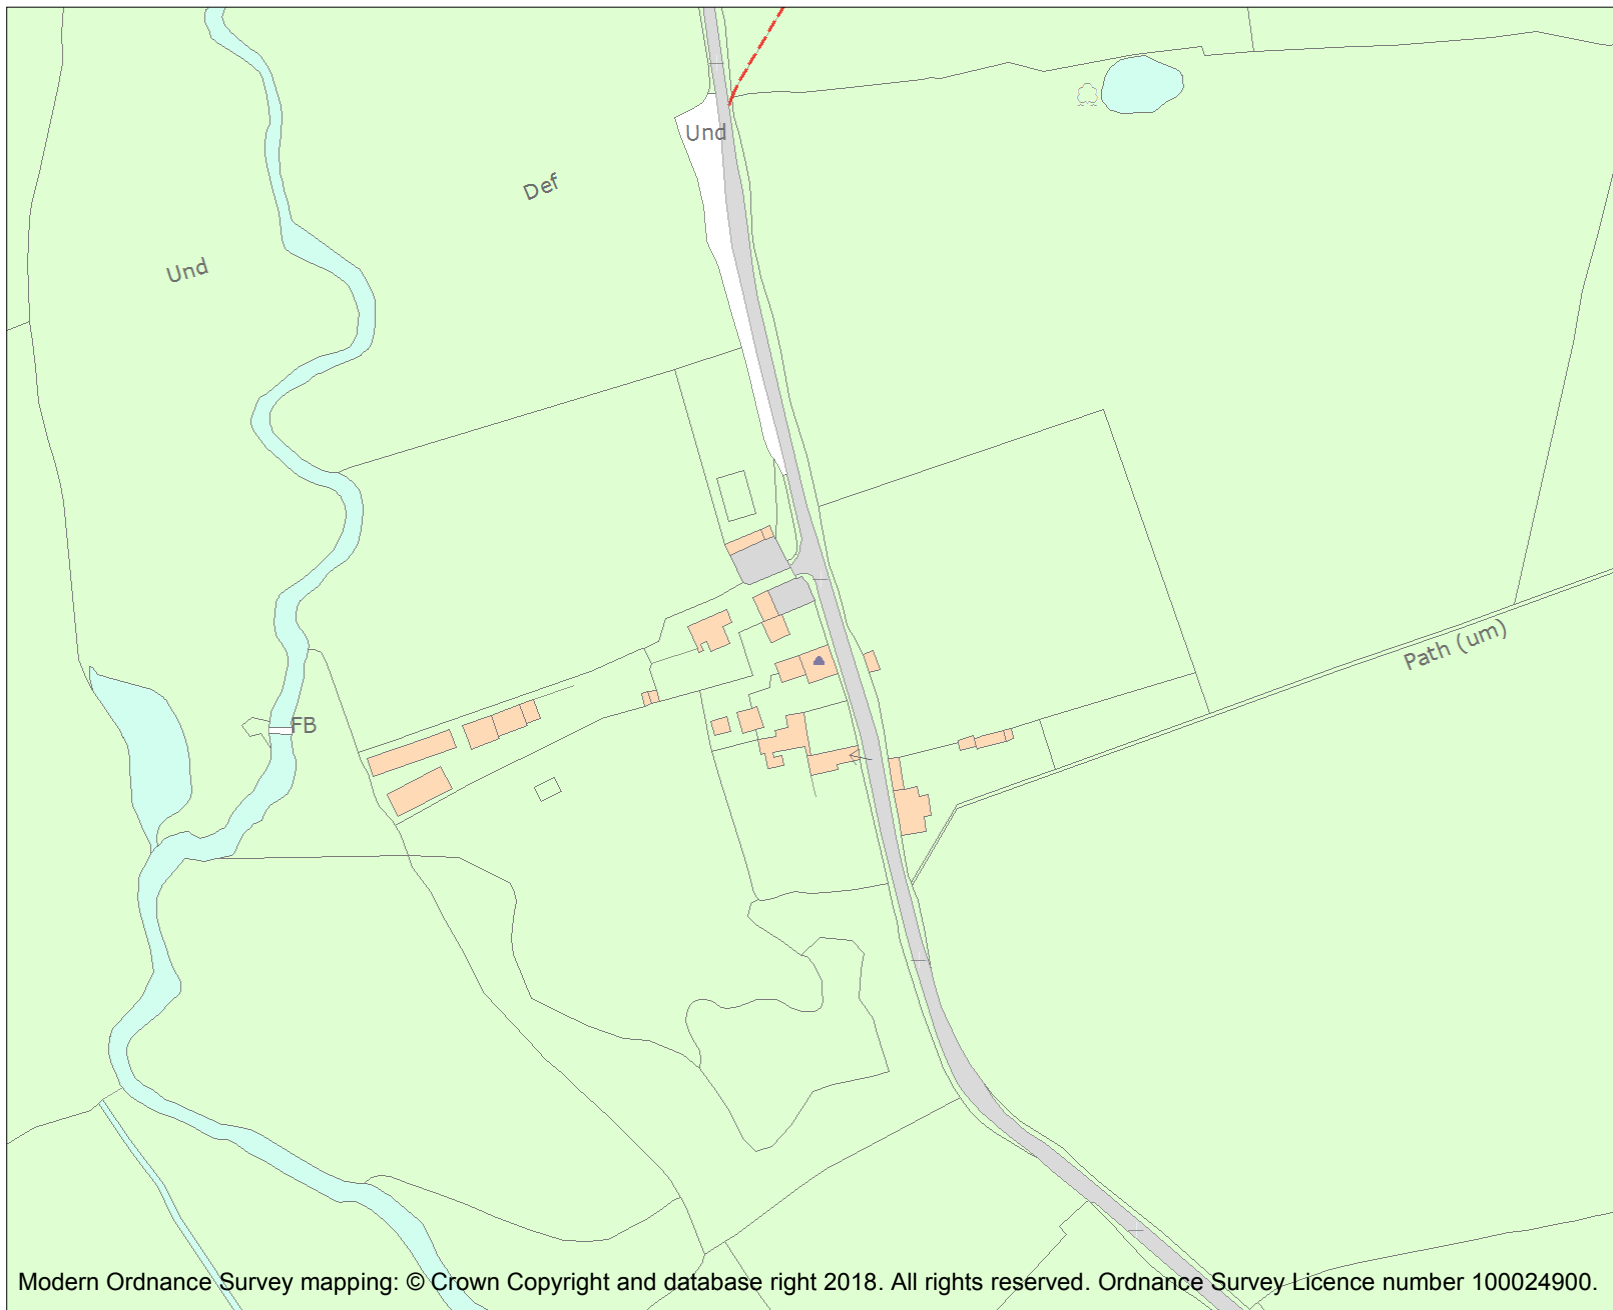 Und
Def
Und
Path (um)
FB
Modern Ordnance Survey mapping: © Crown Copyright and database right 2018. All rights reserved. Ordnance Survey Licence number 100024900.